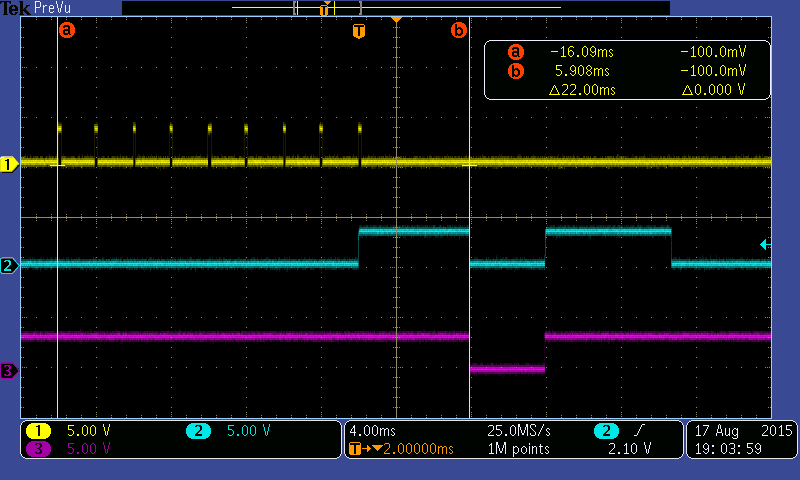 Tek PreVu
T
a T b
a −16.09ms −100.0mV
b 5.908ms −100.0mV
△22.00ms △0.000 V
1
2
3
1 5.00 V 2 5.00 V
3 5.00 V
4.00ms 25.0MS/s 2 2.10 V
T→▼2.00000ms 1M points
17 Aug 2015
19:03:59